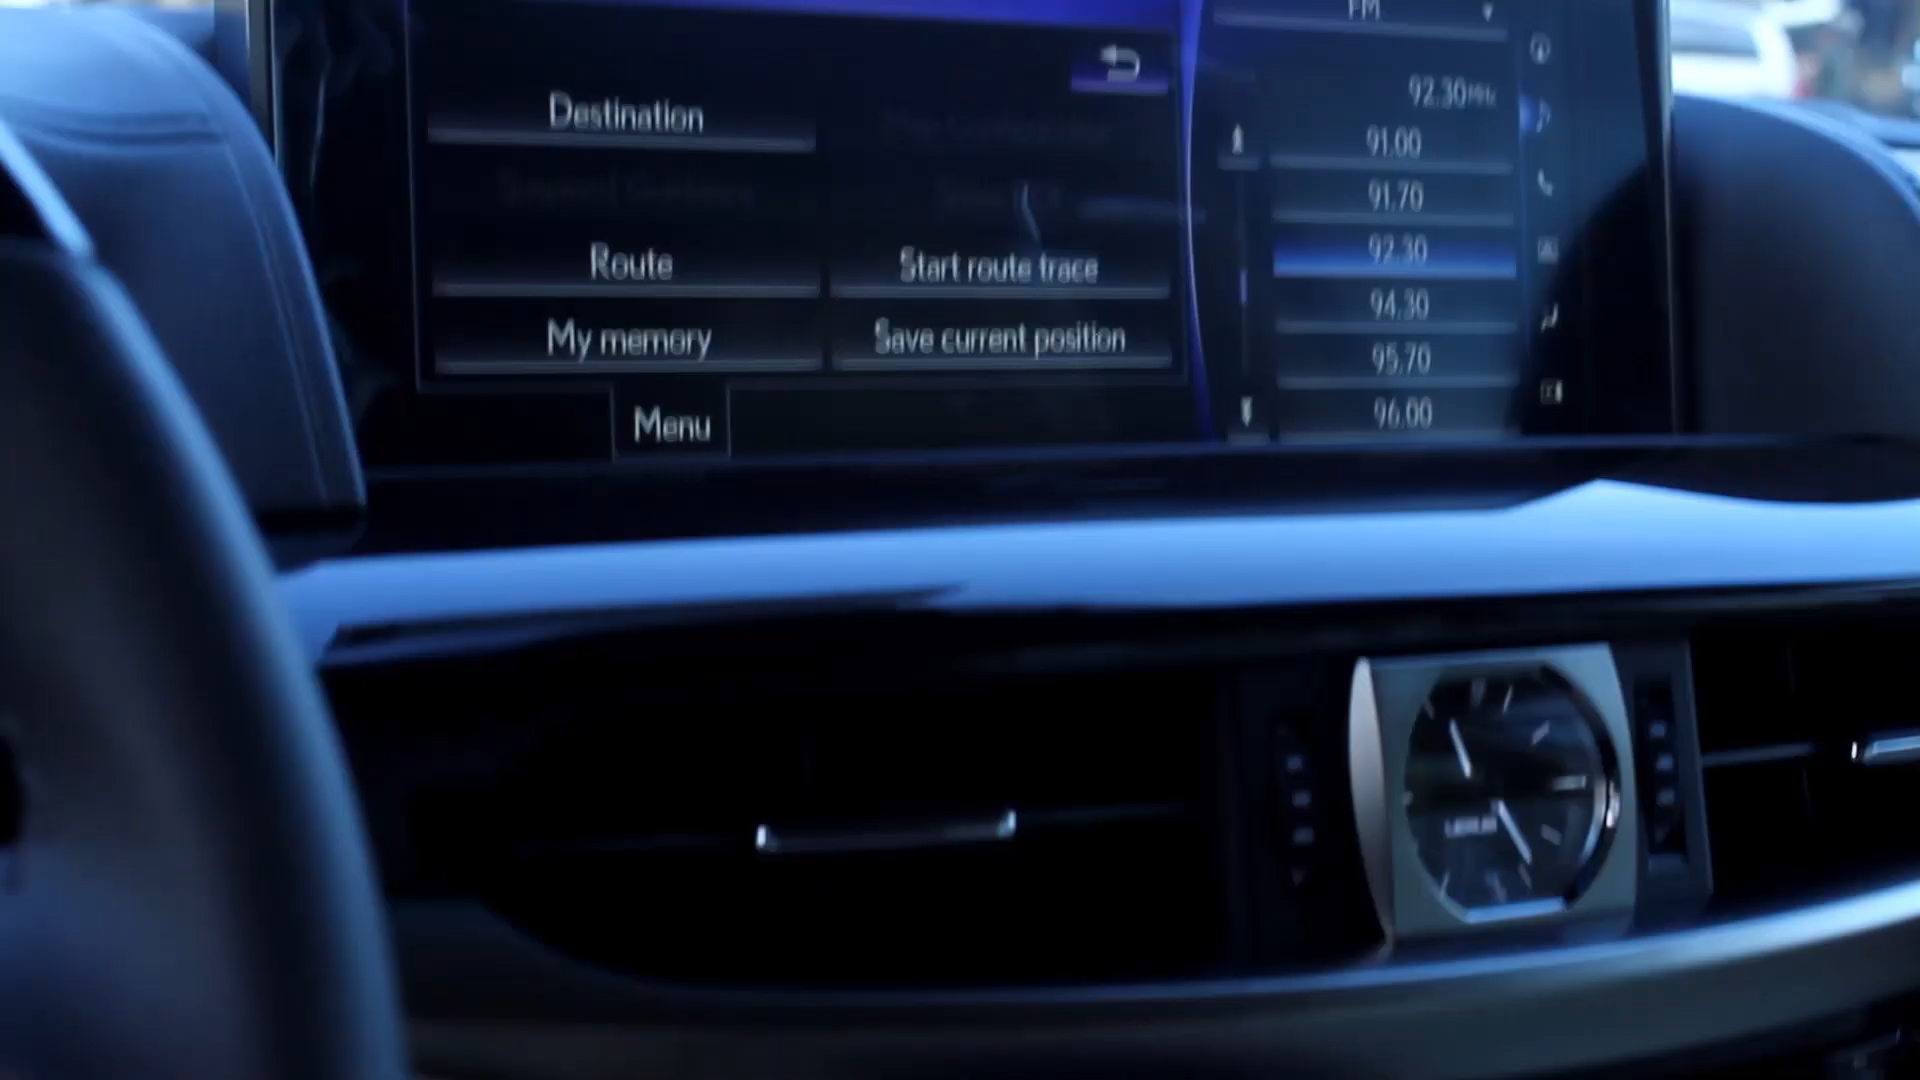 Destination
Route
Start route trace
My memory
Save current position
Menu
FM
92.30MHz
91.00
91.70
92.30
94.30
95.70
96.00
LEXUS